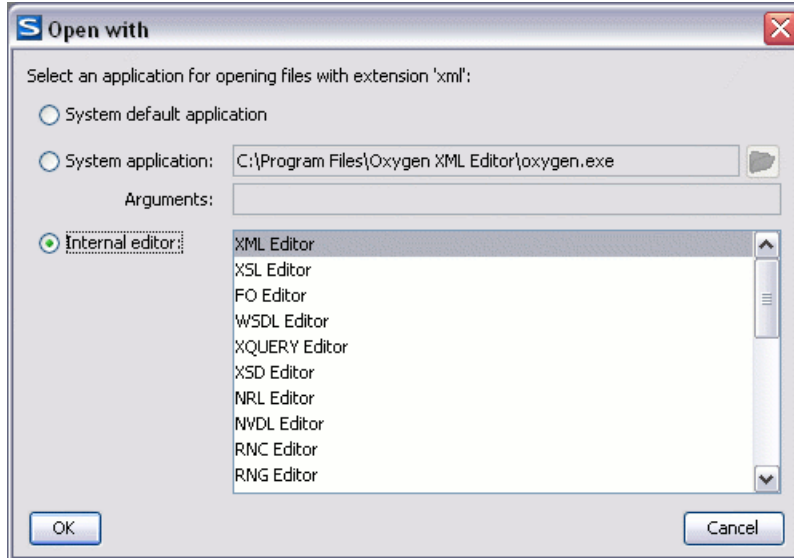 S Open with
Select an application for opening files with extension 'xml':
System default application
System application: C:\Program Files\Oxygen XML Editor\oxygen.exe
Arguments:
Internal editor: XML Editor
XSL Editor
FO Editor
WSDL Editor
XQUERY Editor
XSD Editor
NRL Editor
NVDL Editor
RNC Editor
RNG Editor
OK Cancel